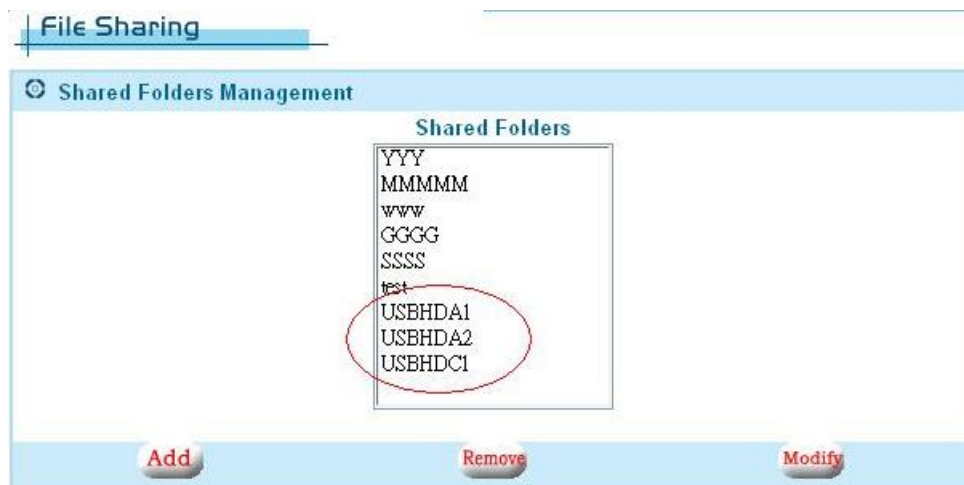 File Sharing
Shared Folders Management
Shared Folders
YYY
MMMMM
www
GGGG
SSSS
test
USBHDA1
USBHDA2
USBHDC1
Add
Remove
Modify